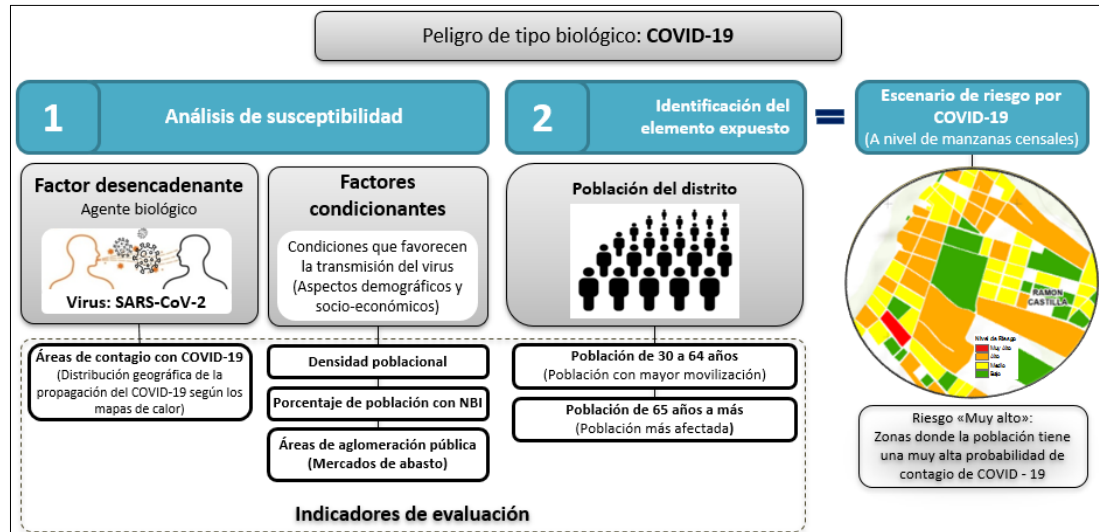 Peligro de tipo biológico: COVID-19
1
Análisis de susceptibilidad
2
Identificación del
elemento expuesto
=
Escenario de riesgo por
COVID-19
(A nivel de manzanas censales)
Factor desencadenante
Agente biológico
Virus: SARS-CoV-2
Factores
condicionantes
Condiciones que favorecen
la transmisión del virus
(Aspectos demográficos y
socio-económicos)
Población del distrito
RAMON
CASTILLA
Nivel de Riesgo
Muy Alto
Alto
Medio
Bajo
Áreas de contagio con COVID-19
(Distribución geográfica de la
propagación del COVID-19 según los
mapas de calor)
Densidad poblacional
Porcentaje de población con NBI
Áreas de aglomeración pública
(Mercados de abasto)
Población de 30 a 64 años
(Población con mayor movilización)
Población de 65 años a más
(Población más afectada)
Riesgo «Muy alto»:
Zonas donde la población tiene
una muy alta probabilidad de
contagio de COVID - 19
Indicadores de evaluación